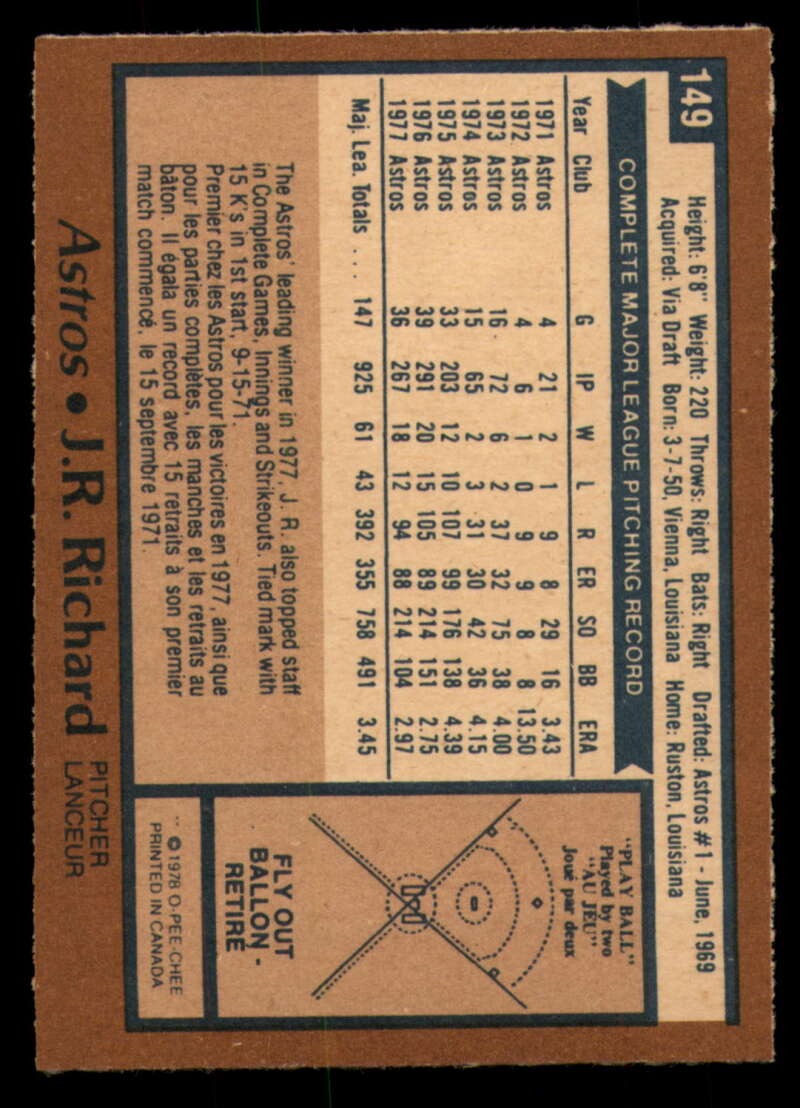 149
Height: 6'8" Weight: 220 Throws: Right Bats: Right Drafted: Astros #1 - June, 1969
Acquired: Via Draft Born: 3-7-50, Vienna, Louisiana Home: Ruston, Louisiana
COMPLETE MAJOR LEAGUE PITCHING RECORD
Year Club G IP W L R ER SO BB ERA
1971 Astros 4 21 2 1 9 8 29 16 3.43
1972 Astros 4 6 1 0 9 9 8 8 13.50
1973 Astros 16 72 6 2 37 32 75 38 4.00
1974 Astros 15 65 2 3 31 30 42 36 4.15
1975 Astros 33 203 12 10 107 99 176 138 4.39
1976 Astros 39 291 20 15 105 89 214 151 2.75
1977 Astros 36 267 18 12 94 88 214 104 2.97
Maj. Lea. Totals ... 147 925 61 43 392 355 758 491 3.45
The Astros' leading winner in 1977, J. R. also topped staff
in Complete Games, Innings and Strikeouts. Tied mark with
15 K's in 1st start, 9-15-71.
Premier chez les Astros pour les victoires en 1977, ainsi que
pour les parties complètes, les manches et les retraits au
bâton. Il égala un record avec 15 retraits à son premier
match commencé, le 15 septembre 1971.
"PLAY BALL"
Played by two
"AU JEU"
Joué par deux
FLY OUT
BALLON -
RETIRE
© 1978 O-PEE-CHEE
PRINTED IN CANADA
Astros • J.R. Richard PITCHER
LANCEUR